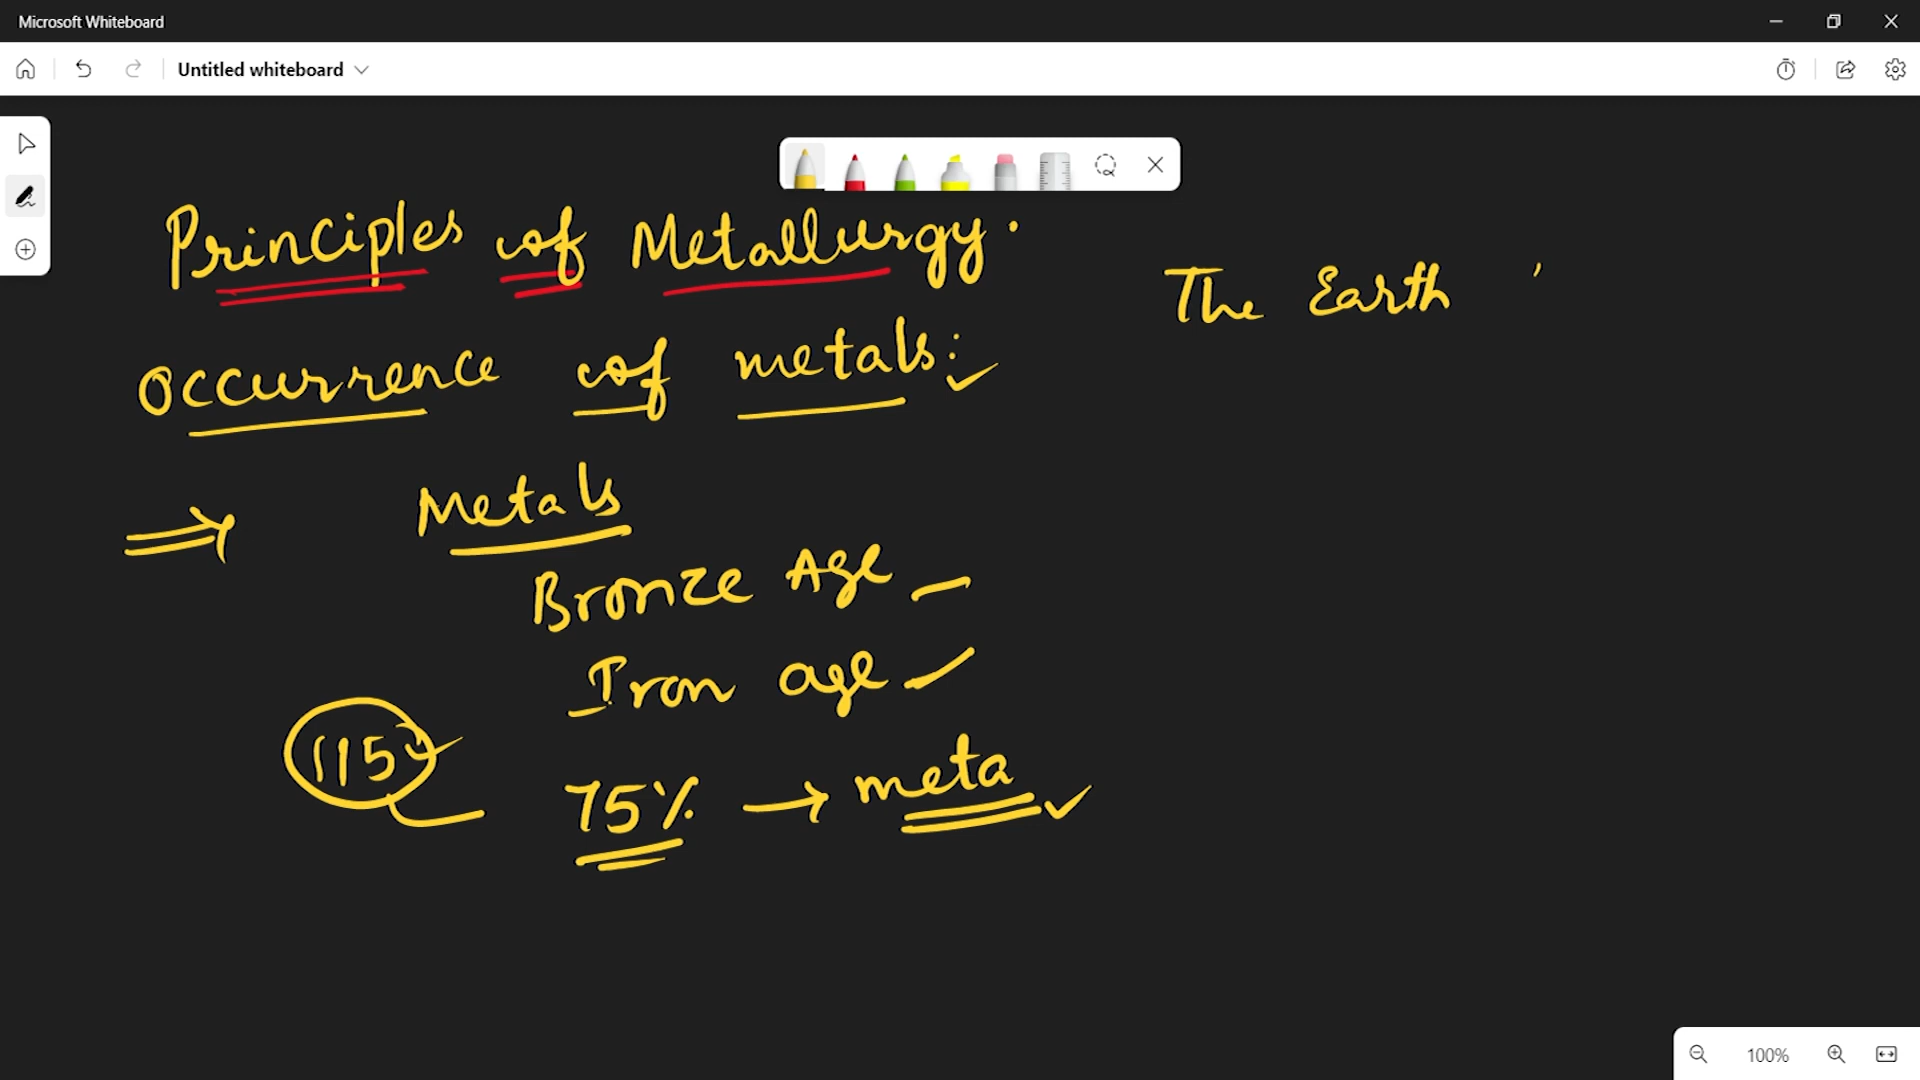 Microsoft Whiteboard
Untitled whiteboard
Principles of Metallurgy.
Occurrence of metals:
Metals
Bronze Age
Iron age
115
75% → meta
The Earth '
100%